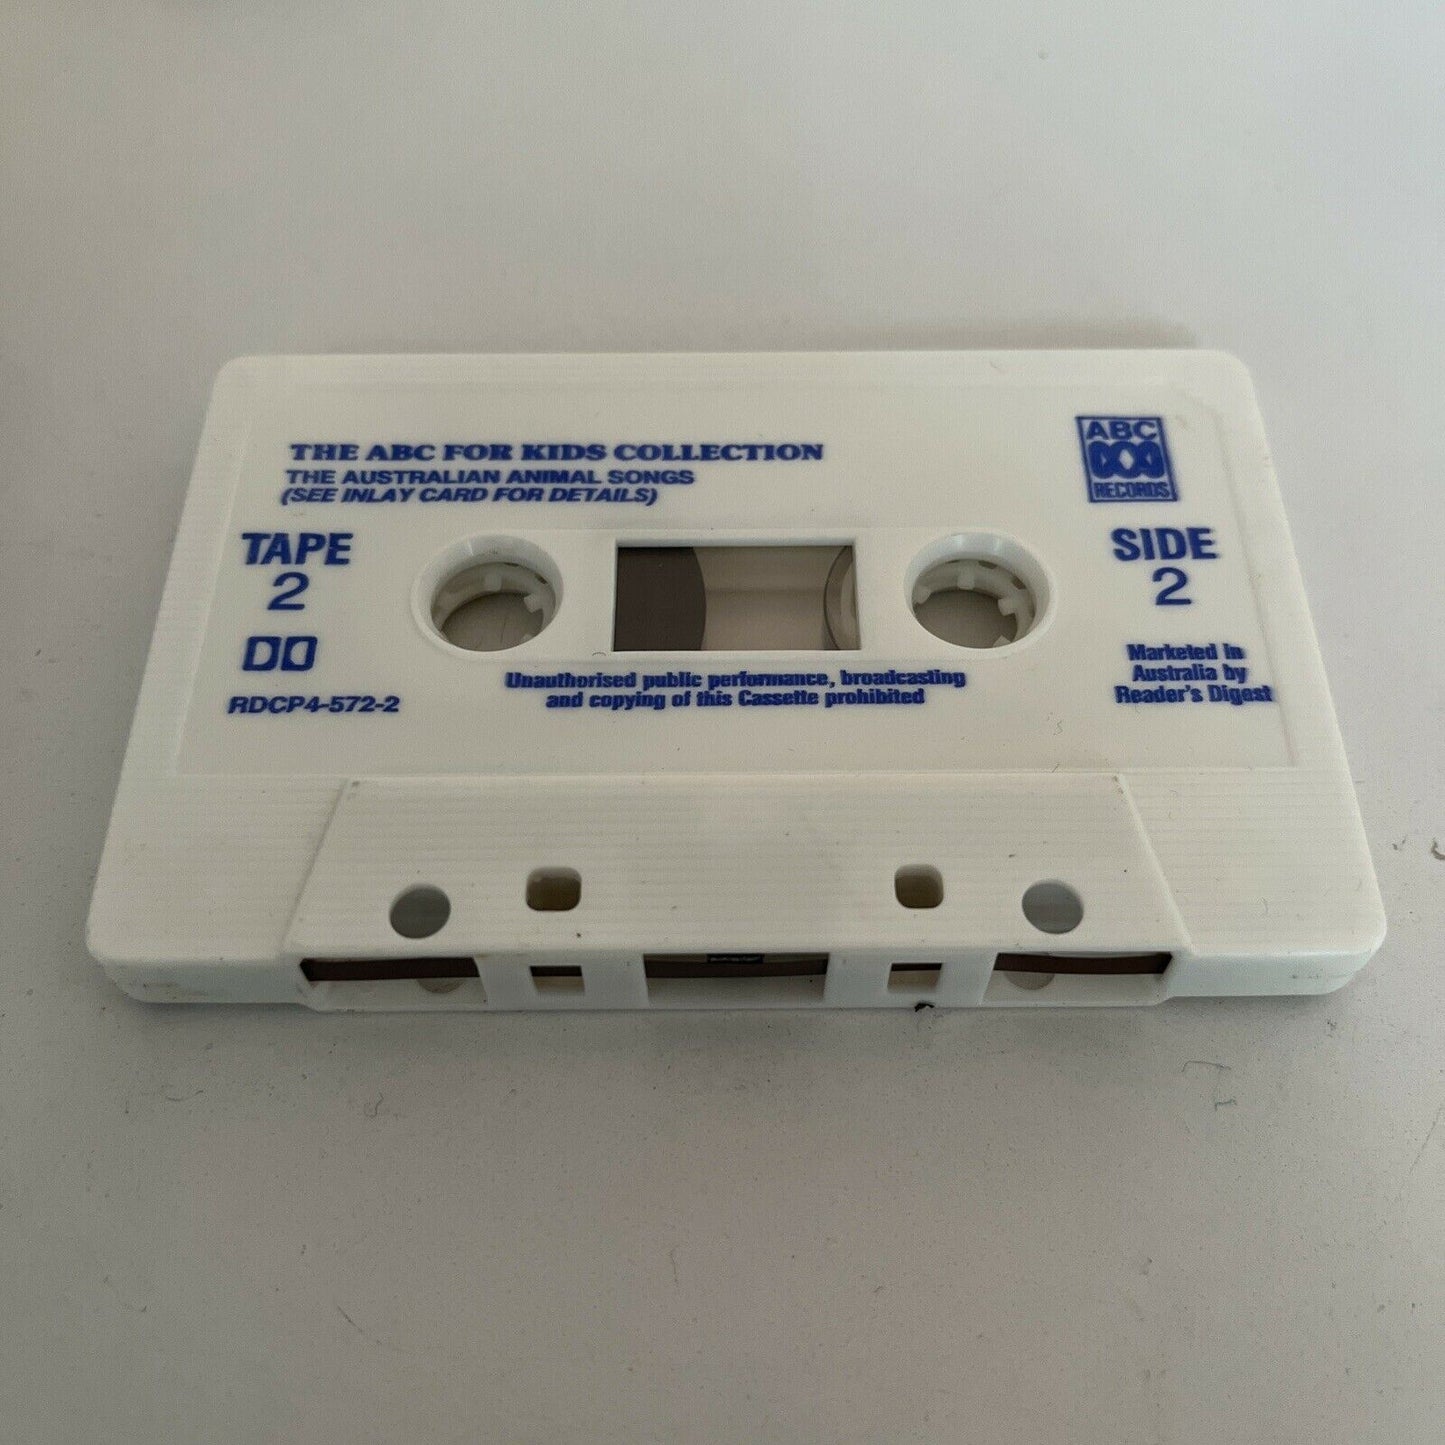 THE ABC FOR KIDS COLLECTION
THE AUSTRALIAN ANIMAL SONGS
(SEE INLAY CARD FOR DETAILS)
ABC
RECORDS
TAPE
2
SIDE
2
RDCP4-572-2
Unauthorised public performance, broadcasting
and copying of this Cassette prohibited
Marketed in
Australia by
Reader's Digest